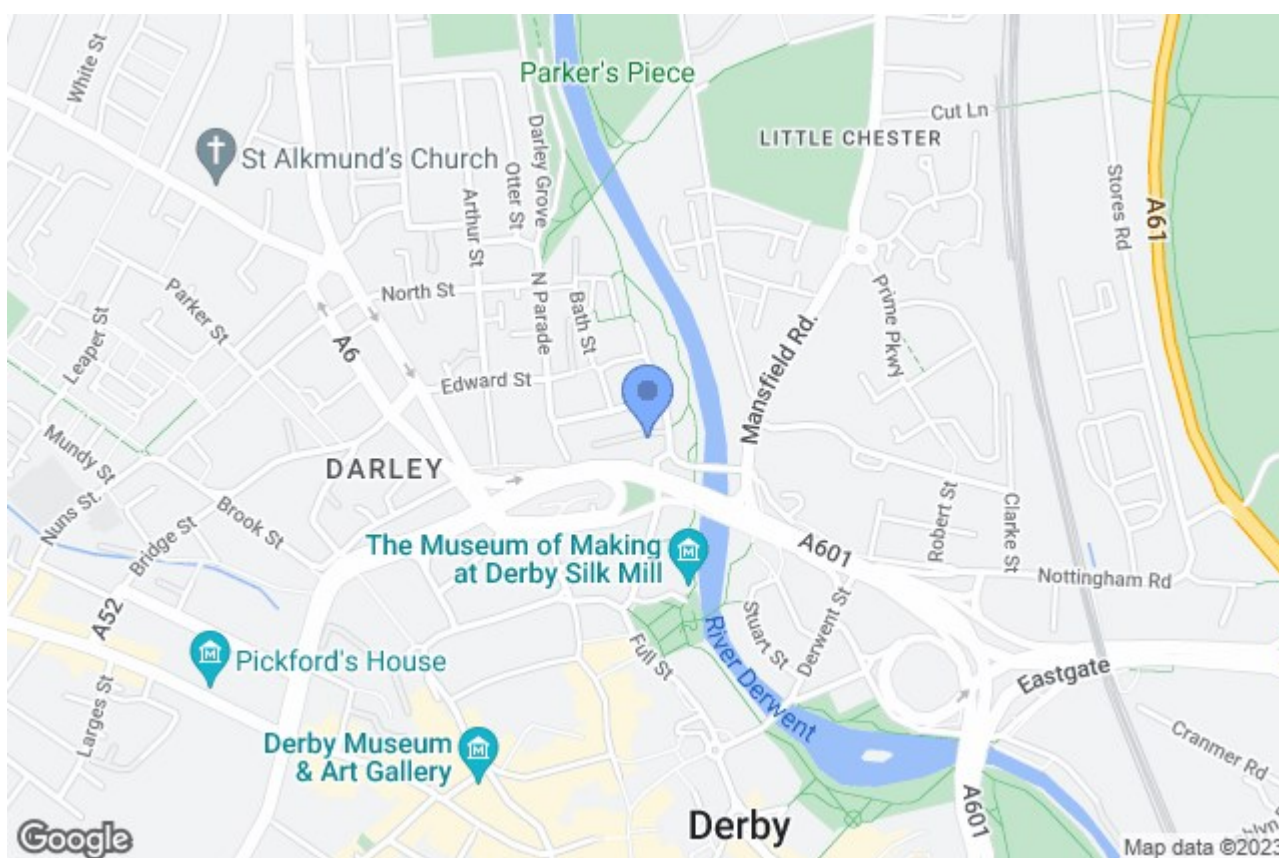 White St
Parker's Piece
Cut Ln
LITTLE CHESTER
St Alkmund's Church
Darley Grove
Otter St
Arthur St
Stores Rd
A61
North St
N Parade
Bath St
Parker St
Leaper St
A6
Prime Pkwy
Mansfield Rd.
Edward St
Mundy St
DARLEY
Nuns St
Bridge St
Brook St
Robert St
Clarke St
The Museum of Making
at Derby Silk Mill
A601
Nottingham Rd
A52
Stuart St
Derwent St
Full St
River Derwent
Pickford's House
Eastgate
Larges St
Derby Museum
& Art Gallery
Cranmer Rd
A601
Derby
Google
Map data ©2023